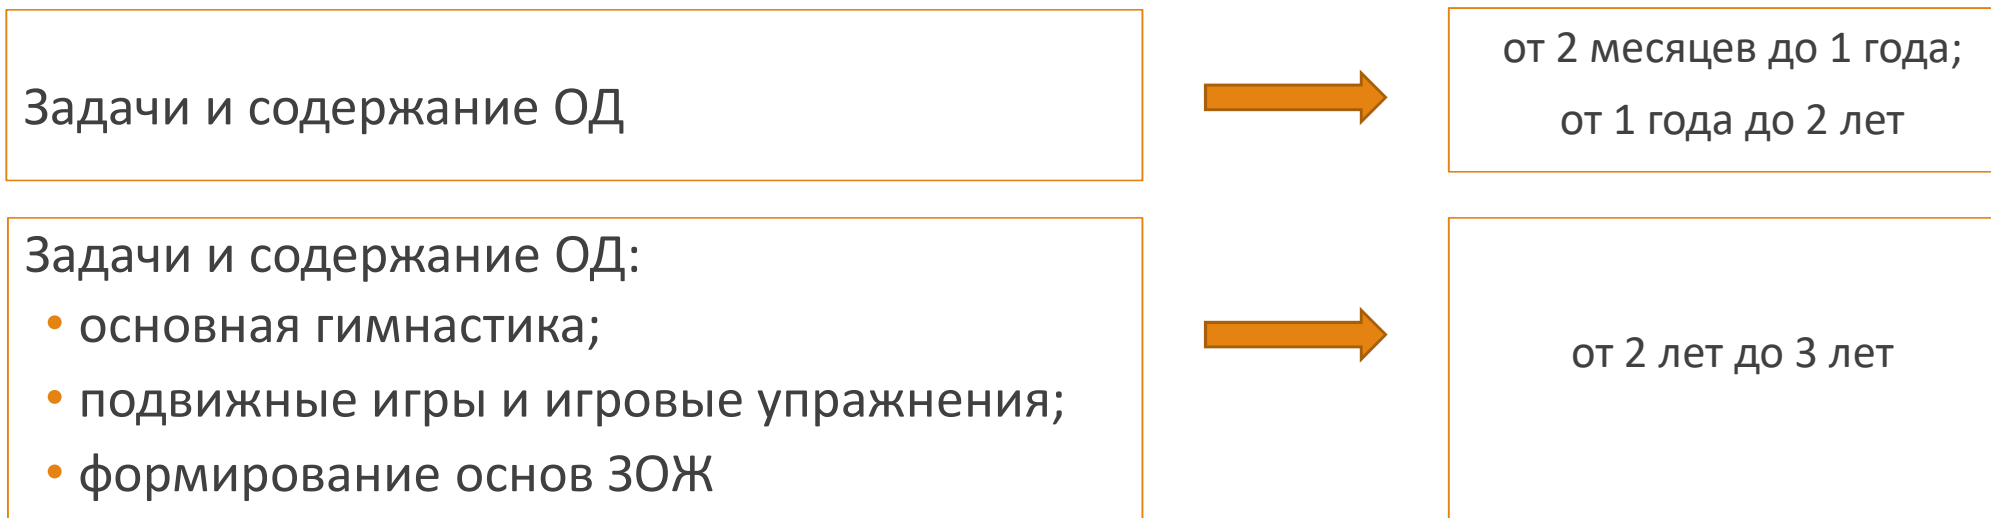 Задачи и содержание ОД
от 2 месяцев до 1 года;
от 1 года до 2 лет
Задачи и содержание ОД:
• основная гимнастика;
• подвижные игры и игровые упражнения;
• формирование основ ЗОЖ
от 2 лет до 3 лет